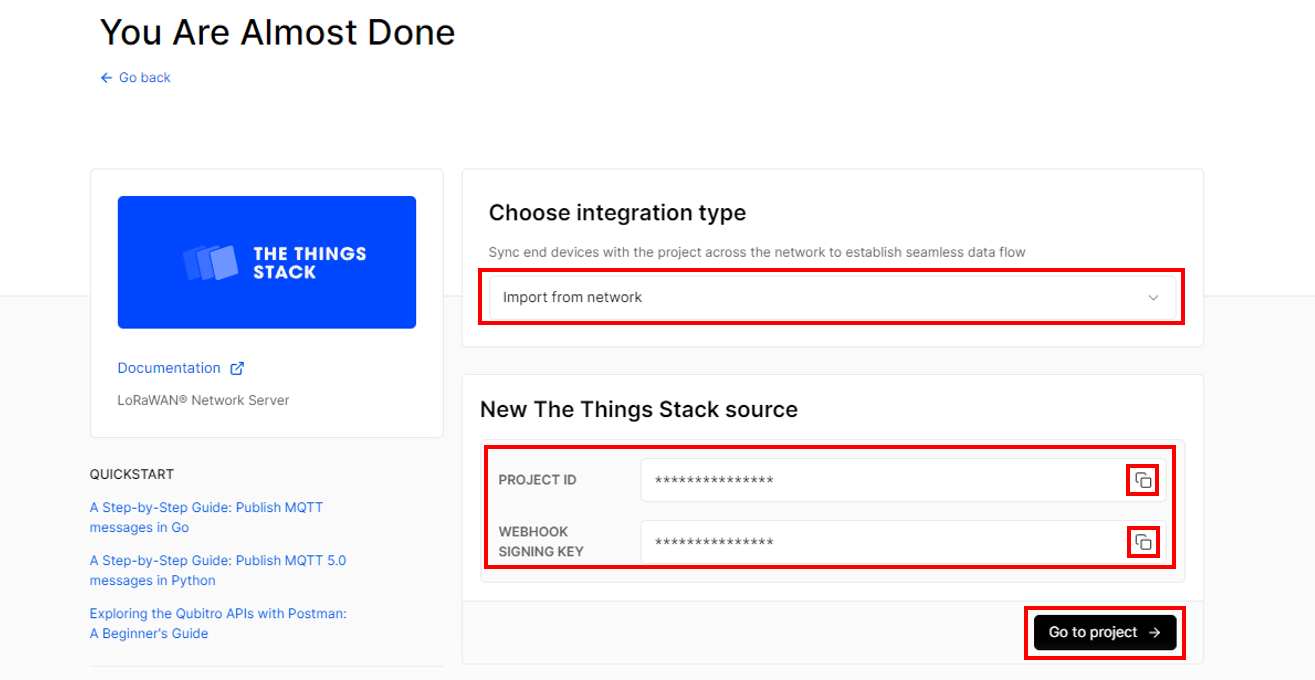 You Are Almost Done
Go back
THE THINGS
STACK
Documentation
LoRaWAN® Network Server
QUICKSTART
A Step-by-Step Guide: Publish MQTT
messages in Go
A Step-by-Step Guide: Publish MQTT 5.0
messages in Python
Exploring the Qubitro APIs with Postman:
A Beginner's Guide
Choose integration type
Sync end devices with the project across the network to establish seamless data flow
Import from network
New The Things Stack source
PROJECT ID
***************
WEBHOOK
SIGNING KEY
***************
Go to project